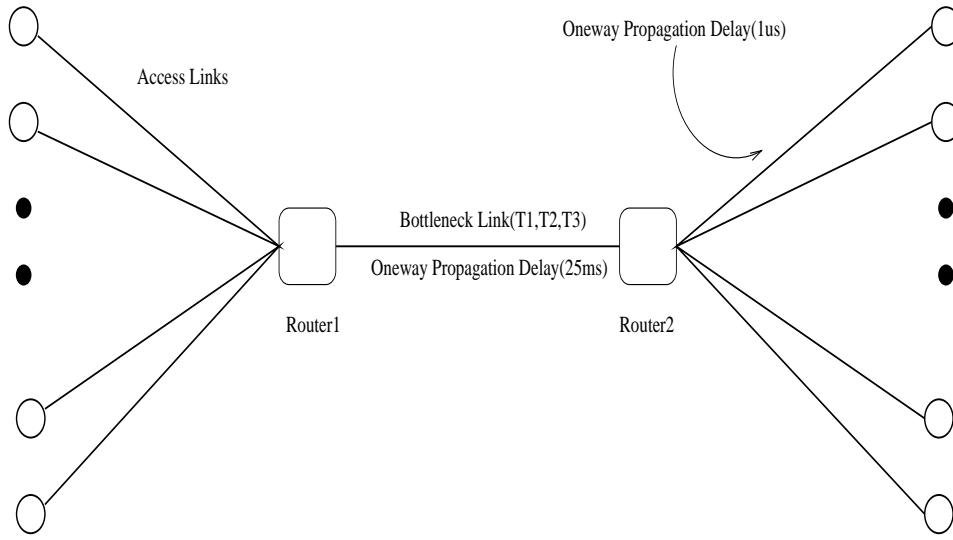 Oneway Propagation Delay(1us)
Access Links
Bottleneck Link(T1,T2,T3)
Oneway Propagation Delay(25ms)
Router1
Router2